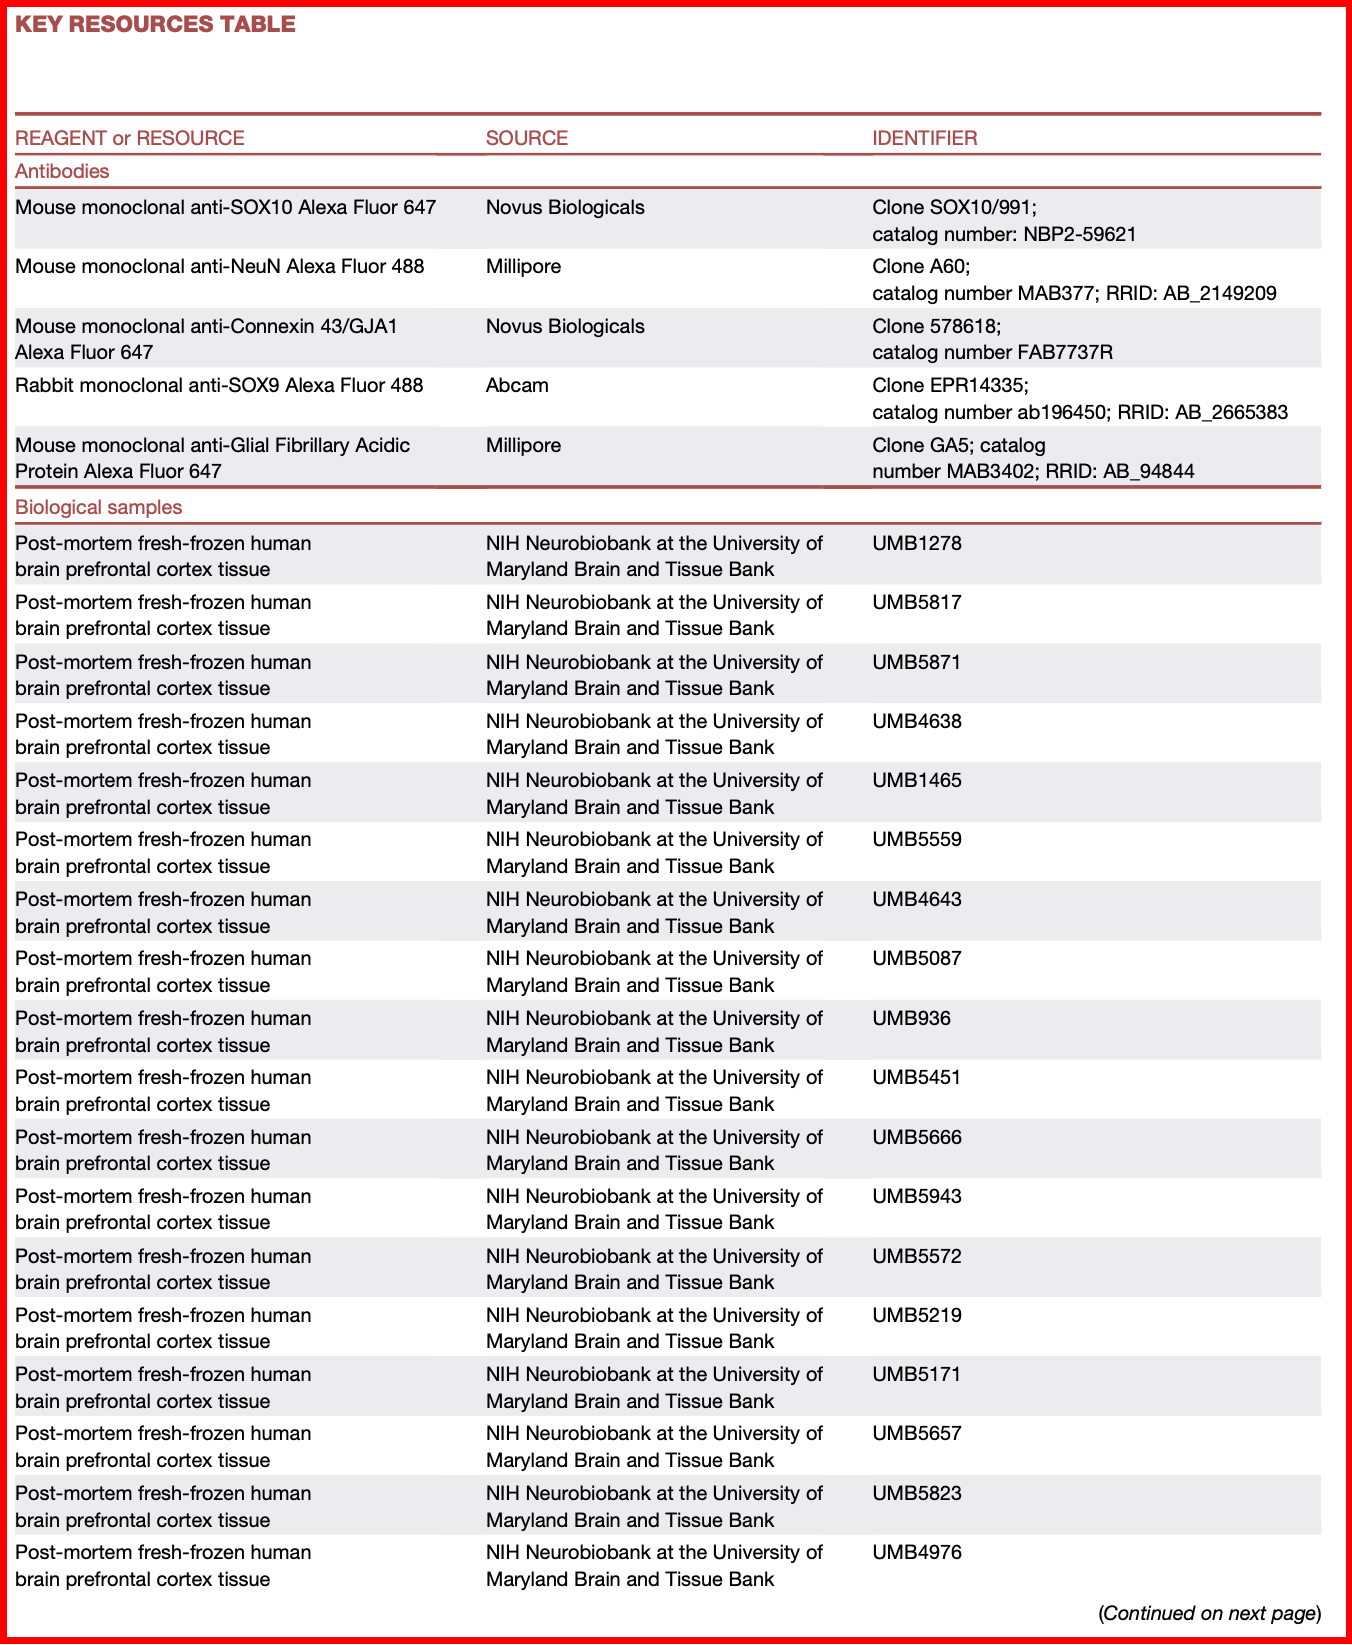 KEY RESOURCES TABLE
REAGENT or RESOURCE SOURCE IDENTIFIER
Antibodies
Mouse monoclonal anti-SOX10 Alexa Fluor 647 Novus Biologicals Clone SOX10/991;
catalog number: NBP2-59621
Mouse monoclonal anti-NeuN Alexa Fluor 488 Millipore Clone A60;
catalog number MAB377; RRID: AB_2149209
Mouse monoclonal anti-Connexin 43/GJA1 Novus Biologicals Clone 578618;
Alexa Fluor 647 catalog number FAB7737R
Rabbit monoclonal anti-SOX9 Alexa Fluor 488 Abcam Clone EPR14335;
catalog number ab196450; RRID: AB_2665383
Mouse monoclonal anti-Glial Fibrillary Acidic Millipore Clone GA5; catalog
Protein Alexa Fluor 647 number MAB3402; RRID: AB_94844
Biological samples
Post-mortem fresh-frozen human NIH Neurobiobank at the University of UMB1278
brain prefrontal cortex tissue Maryland Brain and Tissue Bank
Post-mortem fresh-frozen human NIH Neurobiobank at the University of UMB5817
brain prefrontal cortex tissue Maryland Brain and Tissue Bank
Post-mortem fresh-frozen human NIH Neurobiobank at the University of UMB5871
brain prefrontal cortex tissue Maryland Brain and Tissue Bank
Post-mortem fresh-frozen human NIH Neurobiobank at the University of UMB4638
brain prefrontal cortex tissue Maryland Brain and Tissue Bank
Post-mortem fresh-frozen human NIH Neurobiobank at the University of UMB1465
brain prefrontal cortex tissue Maryland Brain and Tissue Bank
Post-mortem fresh-frozen human NIH Neurobiobank at the University of UMB5559
brain prefrontal cortex tissue Maryland Brain and Tissue Bank
Post-mortem fresh-frozen human NIH Neurobiobank at the University of UMB4643
brain prefrontal cortex tissue Maryland Brain and Tissue Bank
Post-mortem fresh-frozen human NIH Neurobiobank at the University of UMB5087
brain prefrontal cortex tissue Maryland Brain and Tissue Bank
Post-mortem fresh-frozen human NIH Neurobiobank at the University of UMB936
brain prefrontal cortex tissue Maryland Brain and Tissue Bank
Post-mortem fresh-frozen human NIH Neurobiobank at the University of UMB5451
brain prefrontal cortex tissue Maryland Brain and Tissue Bank
Post-mortem fresh-frozen human NIH Neurobiobank at the University of UMB5666
brain prefrontal cortex tissue Maryland Brain and Tissue Bank
Post-mortem fresh-frozen human NIH Neurobiobank at the University of UMB5943
brain prefrontal cortex tissue Maryland Brain and Tissue Bank
Post-mortem fresh-frozen human NIH Neurobiobank at the University of UMB5572
brain prefrontal cortex tissue Maryland Brain and Tissue Bank
Post-mortem fresh-frozen human NIH Neurobiobank at the University of UMB5219
brain prefrontal cortex tissue Maryland Brain and Tissue Bank
Post-mortem fresh-frozen human NIH Neurobiobank at the University of UMB5171
brain prefrontal cortex tissue Maryland Brain and Tissue Bank
Post-mortem fresh-frozen human NIH Neurobiobank at the University of UMB5657
brain prefrontal cortex tissue Maryland Brain and Tissue Bank
Post-mortem fresh-frozen human NIH Neurobiobank at the University of UMB5823
brain prefrontal cortex tissue Maryland Brain and Tissue Bank
Post-mortem fresh-frozen human NIH Neurobiobank at the University of UMB4976
brain prefrontal cortex tissue Maryland Brain and Tissue Bank
(Continued on next page)